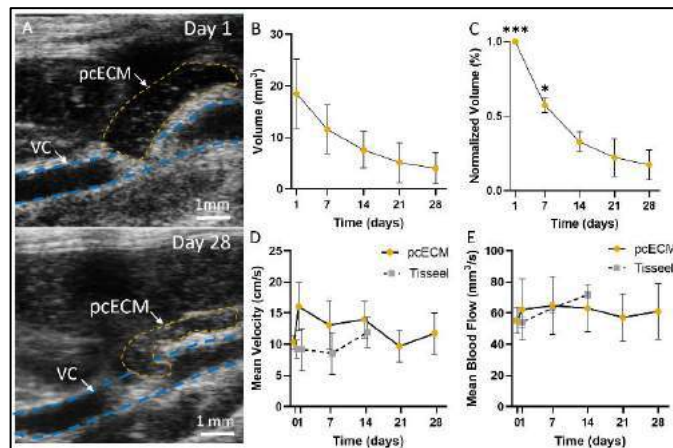 A Day 1
pcECM
VC
1mm
Day 28
pcECM
VC
1 mm
B
Volume (mm³)
30
20
10
0
1 7 14 21 28
Time (days)
C
Normalized Volume (%)
***
*
1.0
0.5
0.0
1 7 14 21 28
Time (days)
D
Mean Velocity (cm/s)
pcECM
Tisseel
25
20
15
10
5
0
01 7 14 21 28
Time (days)
E
Mean Blood Flow (mm³/s)
pcECM
Tisseel
100
80
60
40
20
0
01 7 14 21 28
Time (days)